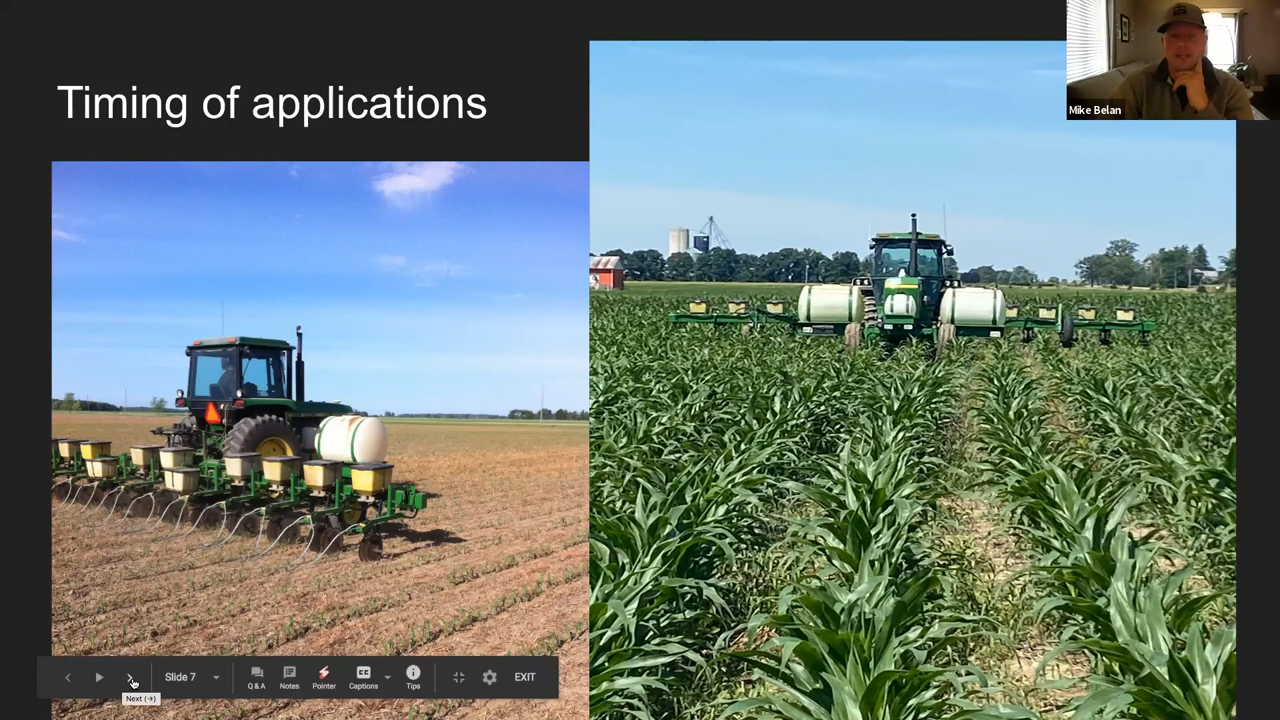 Timing of applications
Mike Belan
Slide 7
Q & A
Notes
Pointer
Captions
Tips
EXIT
Next (→)